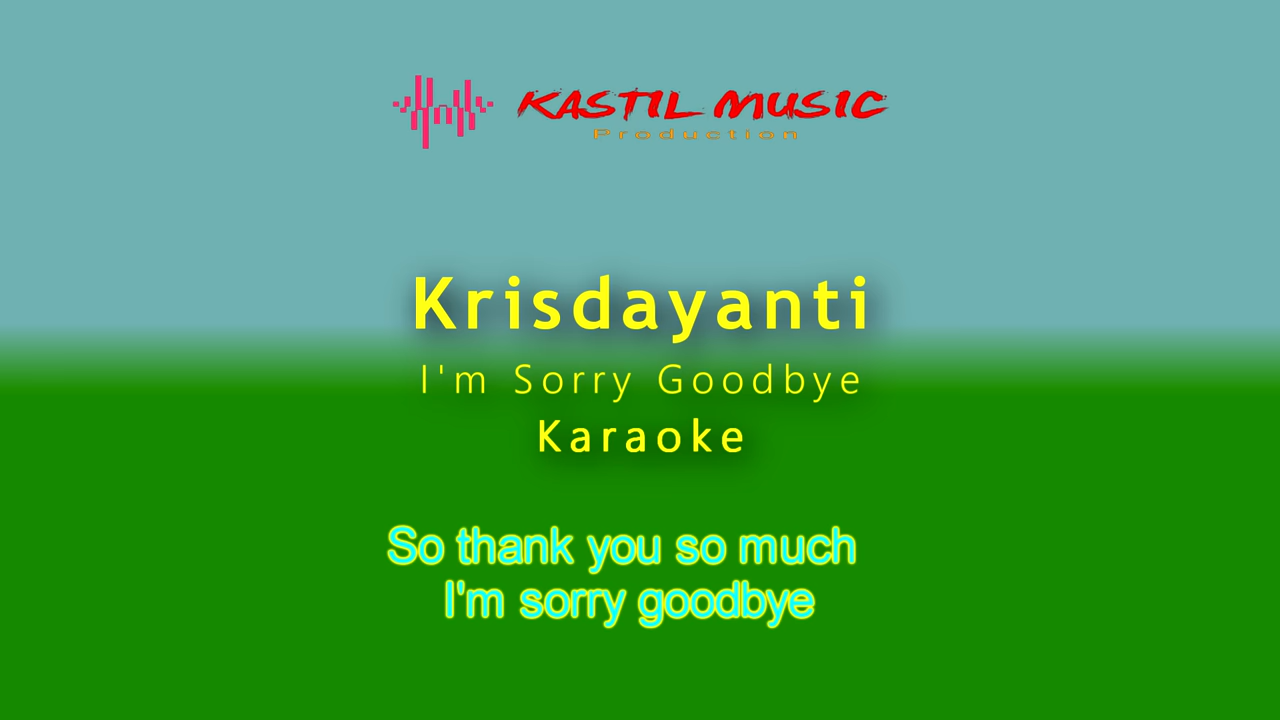 KASTIL MUSIC
Production
Krisdayanti
I'm Sorry Goodbye
Karaoke
So thank you so much
I'm sorry goodbye